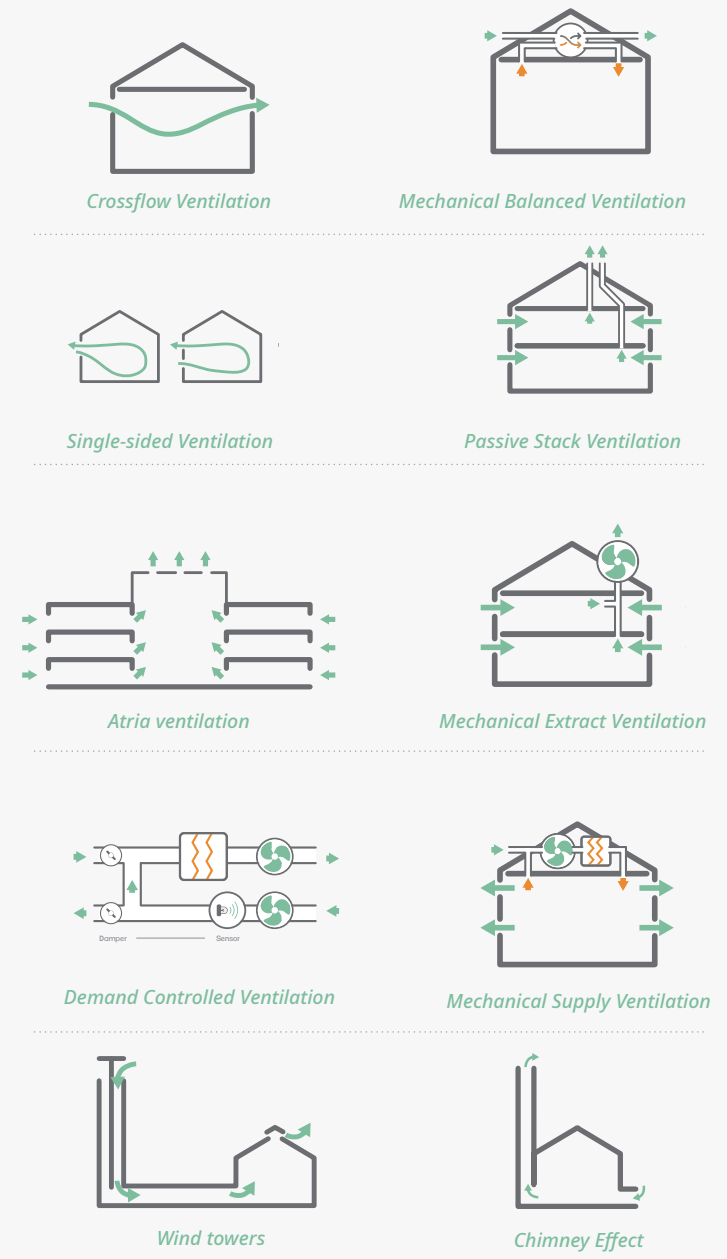 Crossflow Ventilation
Mechanical Balanced Ventilation
Single-sided Ventilation
Passive Stack Ventilation
Atria ventilation
Mechanical Extract Ventilation
Damper
Sensor
Demand Controlled Ventilation
Mechanical Supply Ventilation
Wind towers
Chimney Effect